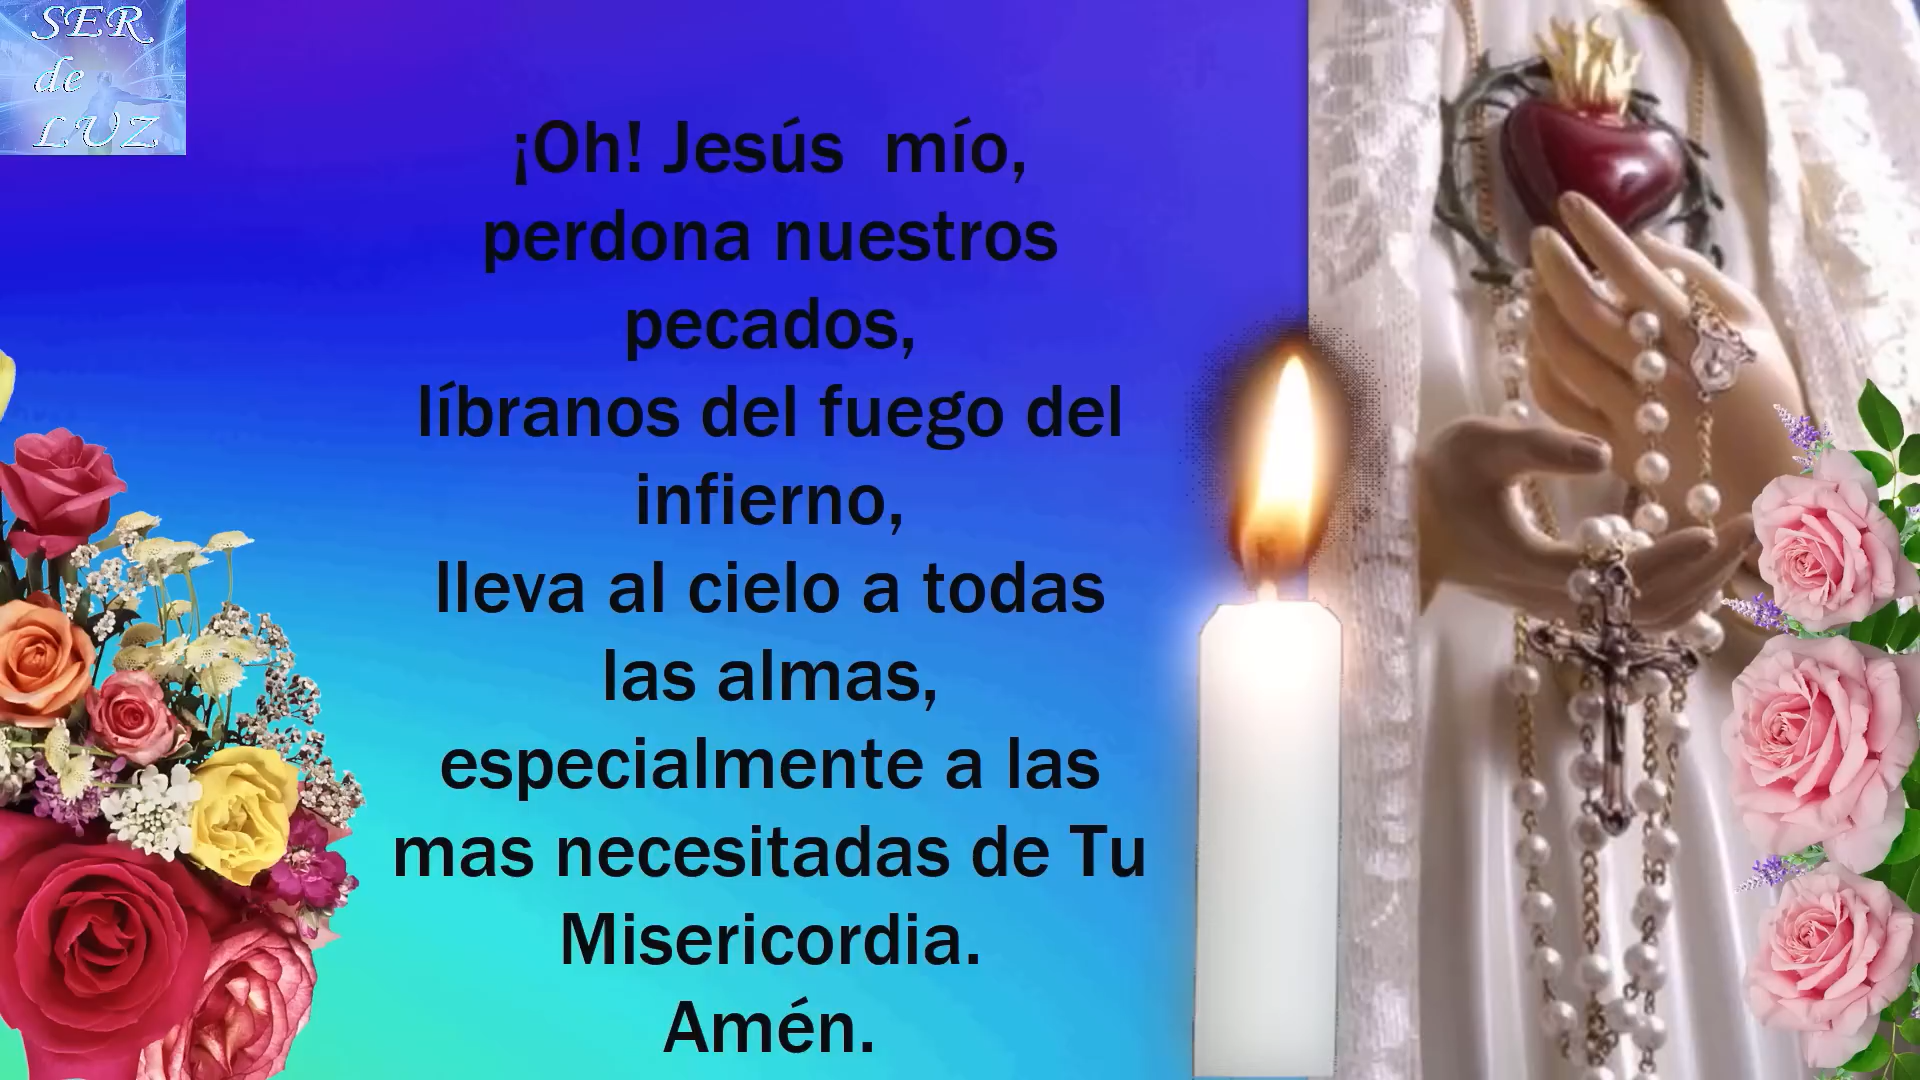 SER
de
LUZ
¡Oh! Jesús  mío,
perdona nuestros
pecados,
líbranos del fuego del
infierno,
lleva al cielo a todas
las almas,
especialmente a las
mas necesitadas de Tu
Misericordia.
Amén.